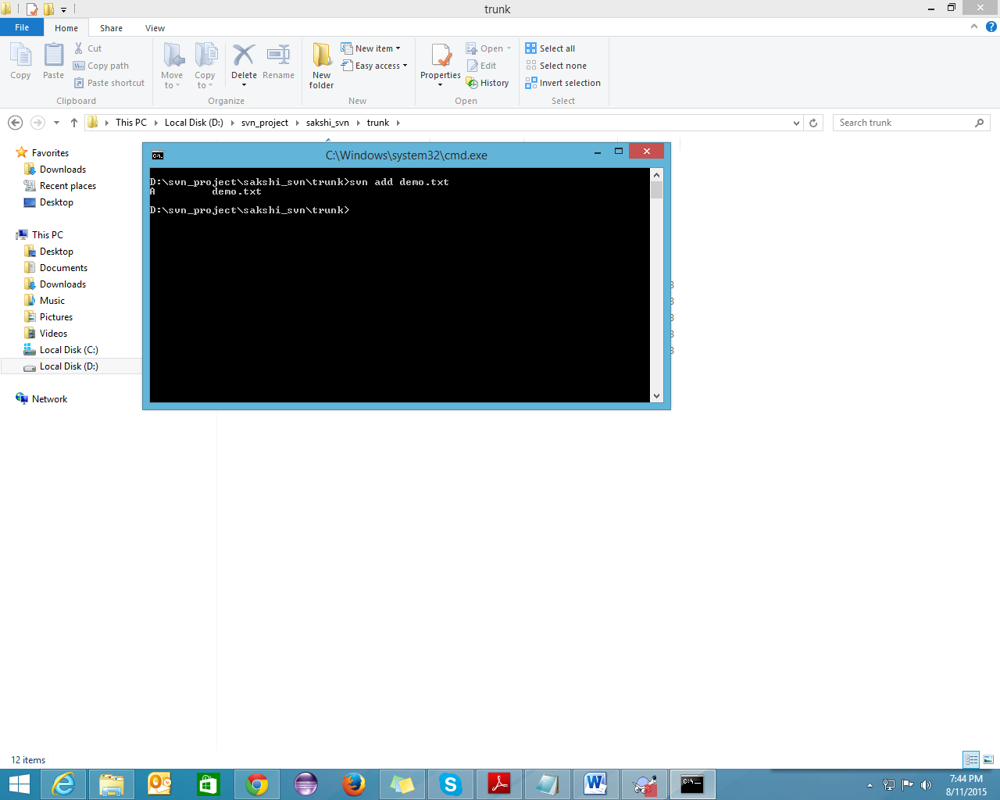 trunk
File Home Share View
Copy Paste Cut Copy path Paste shortcut
Clipboard
Move to Copy to Delete Rename
Organize
New folder New item Easy access
New
Properties Open Edit History
Open
Select all Select none Invert selection
Select
This PC Local Disk (D:) svn_project sakshi_svn trunk
Search trunk
Favorites
Downloads
Recent places
Desktop
This PC
Desktop
Documents
Downloads
Music
Pictures
Videos
Local Disk (C:)
Local Disk (D:)
Network
C:\Windows\system32\cmd.exe
D:\svn_project\sakshi_svn\trunk>svn add demo.txt
A         demo.txt
D:\svn_project\sakshi_svn\trunk>
12 items
7:44 PM
8/11/2015